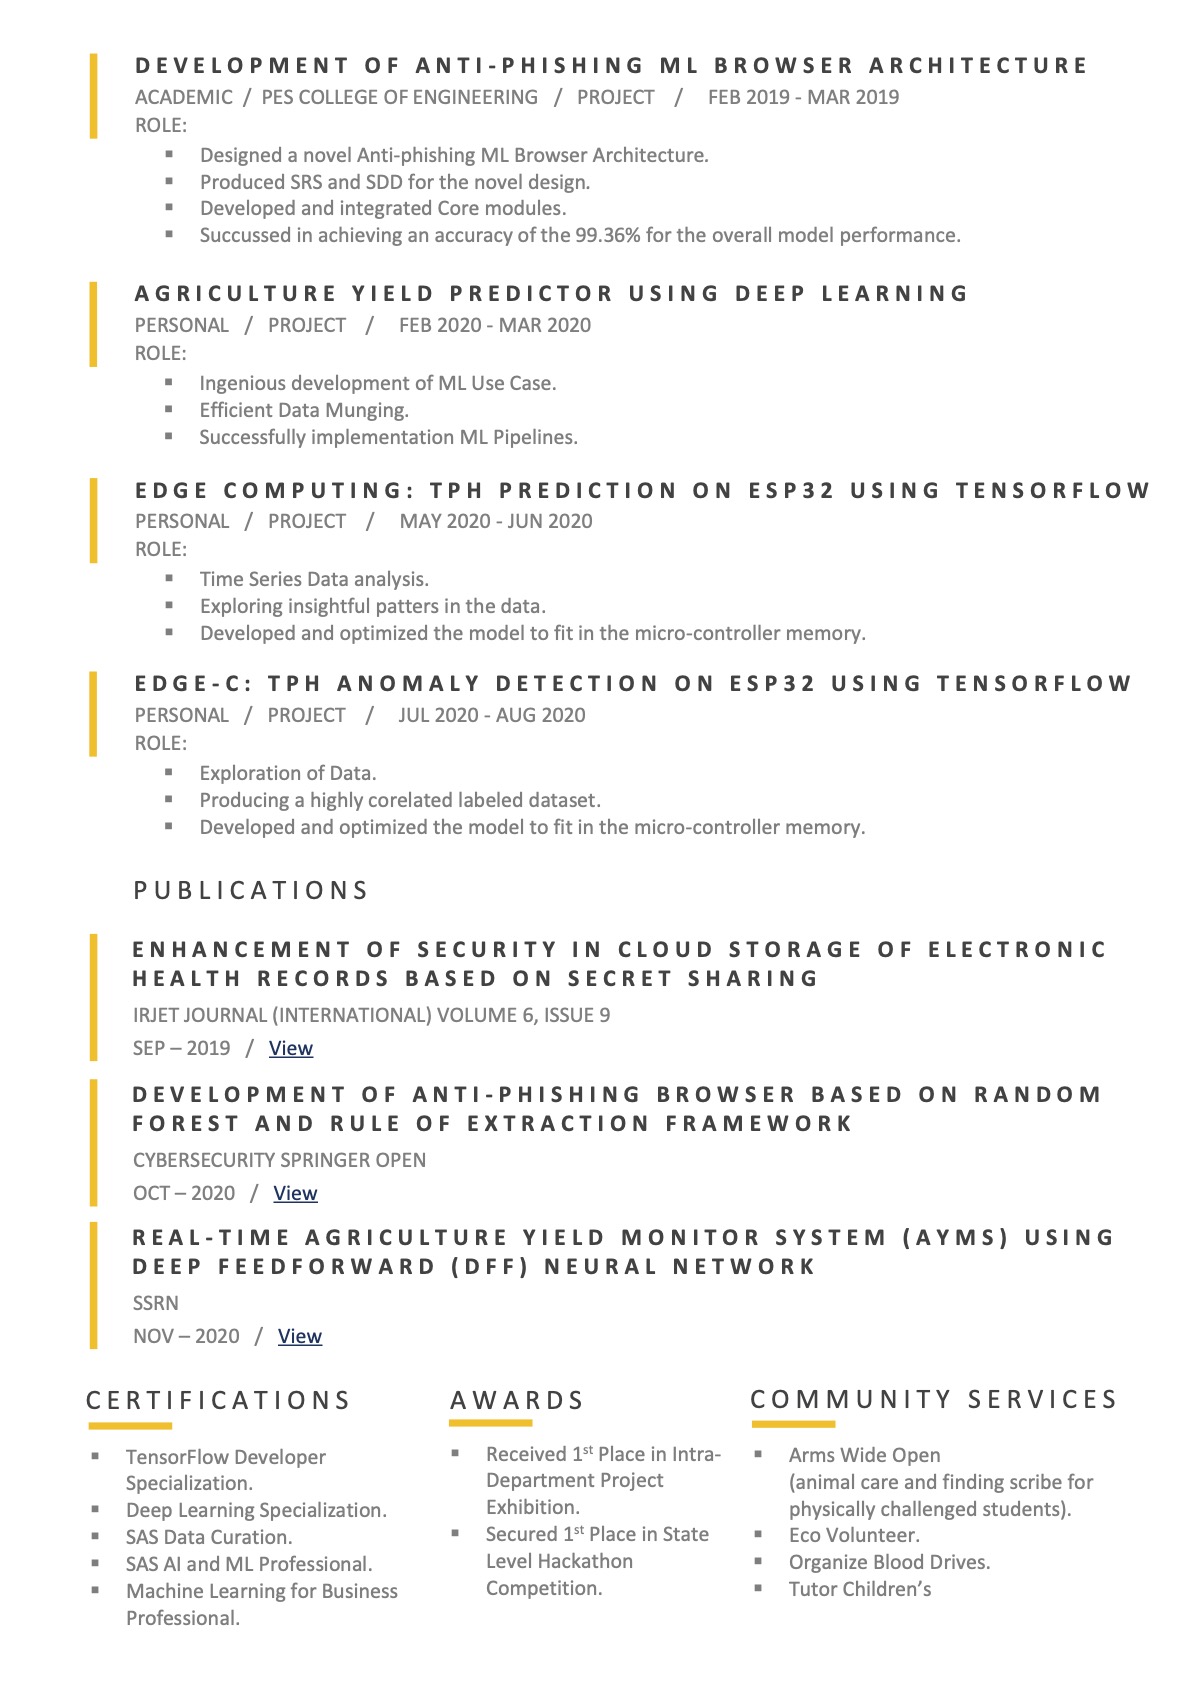 DEVELOPMENT OF ANTI-PHISHING ML BROWSER ARCHITECTURE
ACADEMIC / PES COLLEGE OF ENGINEERING / PROJECT / FEB 2019 - MAR 2019
ROLE:
▪ Designed a novel Anti-phishing ML Browser Architecture.
▪ Produced SRS and SDD for the novel design.
▪ Developed and integrated Core modules.
▪ Succussed in achieving an accuracy of the 99.36% for the overall model performance.
AGRICULTURE YIELD PREDICTOR USING DEEP LEARNING
PERSONAL / PROJECT / FEB 2020 - MAR 2020
ROLE:
▪ Ingenious development of ML Use Case.
▪ Efficient Data Munging.
▪ Successfully implementation ML Pipelines.
EDGE COMPUTING: TPH PREDICTION ON ESP32 USING TENSORFLOW
PERSONAL / PROJECT / MAY 2020 - JUN 2020
ROLE:
▪ Time Series Data analysis.
▪ Exploring insightful patters in the data.
▪ Developed and optimized the model to fit in the micro-controller memory.
EDGE-C: TPH ANOMALY DETECTION ON ESP32 USING TENSORFLOW
PERSONAL / PROJECT / JUL 2020 - AUG 2020
ROLE:
▪ Exploration of Data.
▪ Producing a highly corelated labeled dataset.
▪ Developed and optimized the model to fit in the micro-controller memory.
PUBLICATIONS
ENHANCEMENT OF SECURITY IN CLOUD STORAGE OF ELECTRONIC
HEALTH RECORDS BASED ON SECRET SHARING
IRJET JOURNAL (INTERNATIONAL) VOLUME 6, ISSUE 9
SEP – 2019 / View
DEVELOPMENT OF ANTI-PHISHING BROWSER BASED ON RANDOM
FOREST AND RULE OF EXTRACTION FRAMEWORK
CYBERSECURITY SPRINGER OPEN
OCT – 2020 / View
REAL-TIME AGRICULTURE YIELD MONITOR SYSTEM (AYMS) USING
DEEP FEEDFORWARD (DFF) NEURAL NETWORK
SSRN
NOV – 2020 / View
CERTIFICATIONS
▪ TensorFlow Developer
Specialization.
▪ Deep Learning Specialization.
▪ SAS Data Curation.
▪ SAS AI and ML Professional.
▪ Machine Learning for Business
Professional.
AWARDS
▪ Received 1st Place in Intra-
Department Project
Exhibition.
▪ Secured 1st Place in State
Level Hackathon
Competition.
COMMUNITY SERVICES
▪ Arms Wide Open
(animal care and finding scribe for
physically challenged students).
▪ Eco Volunteer.
▪ Organize Blood Drives.
▪ Tutor Children’s